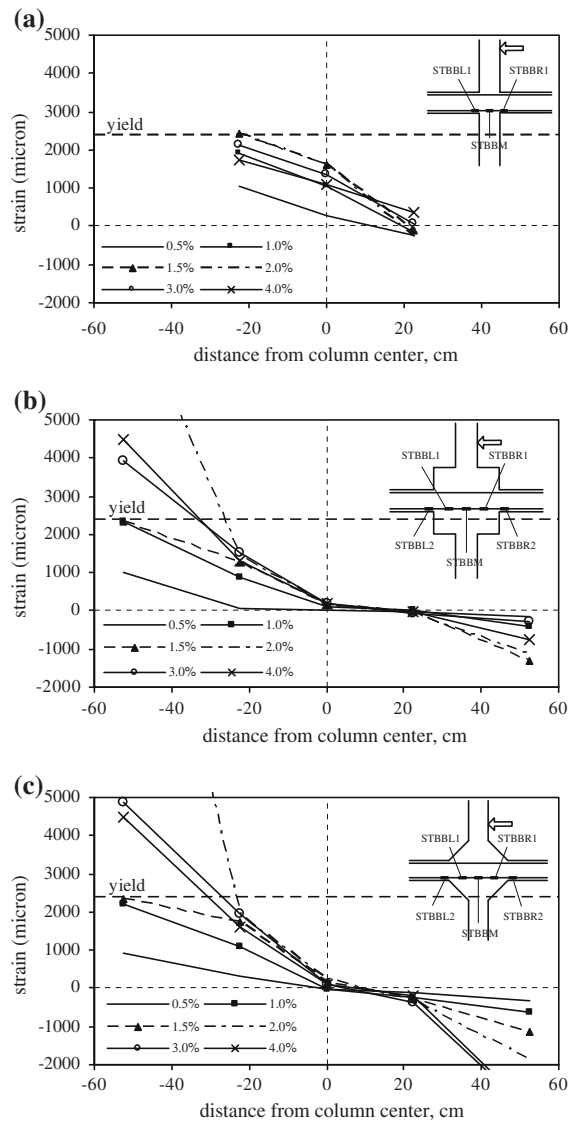 (a)
5000
4000
3000
2000
1000
0
-1000
-2000
strain (micron)
yield
STBBL1 STBBR1
STBBM
0.5% 1.0%
1.5% 2.0%
3.0% 4.0%
-60 -40 -20 0 20 40 60
distance from column center, cm
(b)
5000
4000
3000
2000
1000
0
-1000
-2000
strain (micron)
yield
STBBL1 STBBR1
STBBL2 STBBR2
STBBM
0.5% 1.0%
1.5% 2.0%
3.0% 4.0%
-60 -40 -20 0 20 40 60
distance from column center, cm
(c)
5000
4000
3000
2000
1000
0
-1000
-2000
strain (micron)
yield
STBBL1 STBBR1
STBBL2 STBBR2
STBBM
0.5% 1.0%
1.5% 2.0%
3.0% 4.0%
-60 -40 -20 0 20 40 60
distance from column center, cm